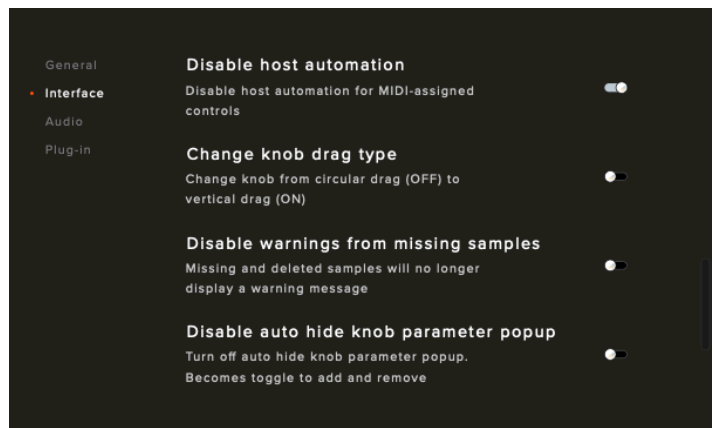 General
Interface
Audio
Plug-in
Disable host automation
Disable host automation for MIDI-assigned
controls
Change knob drag type
Change knob from circular drag (OFF) to
vertical drag (ON)
Disable warnings from missing samples
Missing and deleted samples will no longer
display a warning message
Disable auto hide knob parameter popup
Turn off auto hide knob parameter popup.
Becomes toggle to add and remove